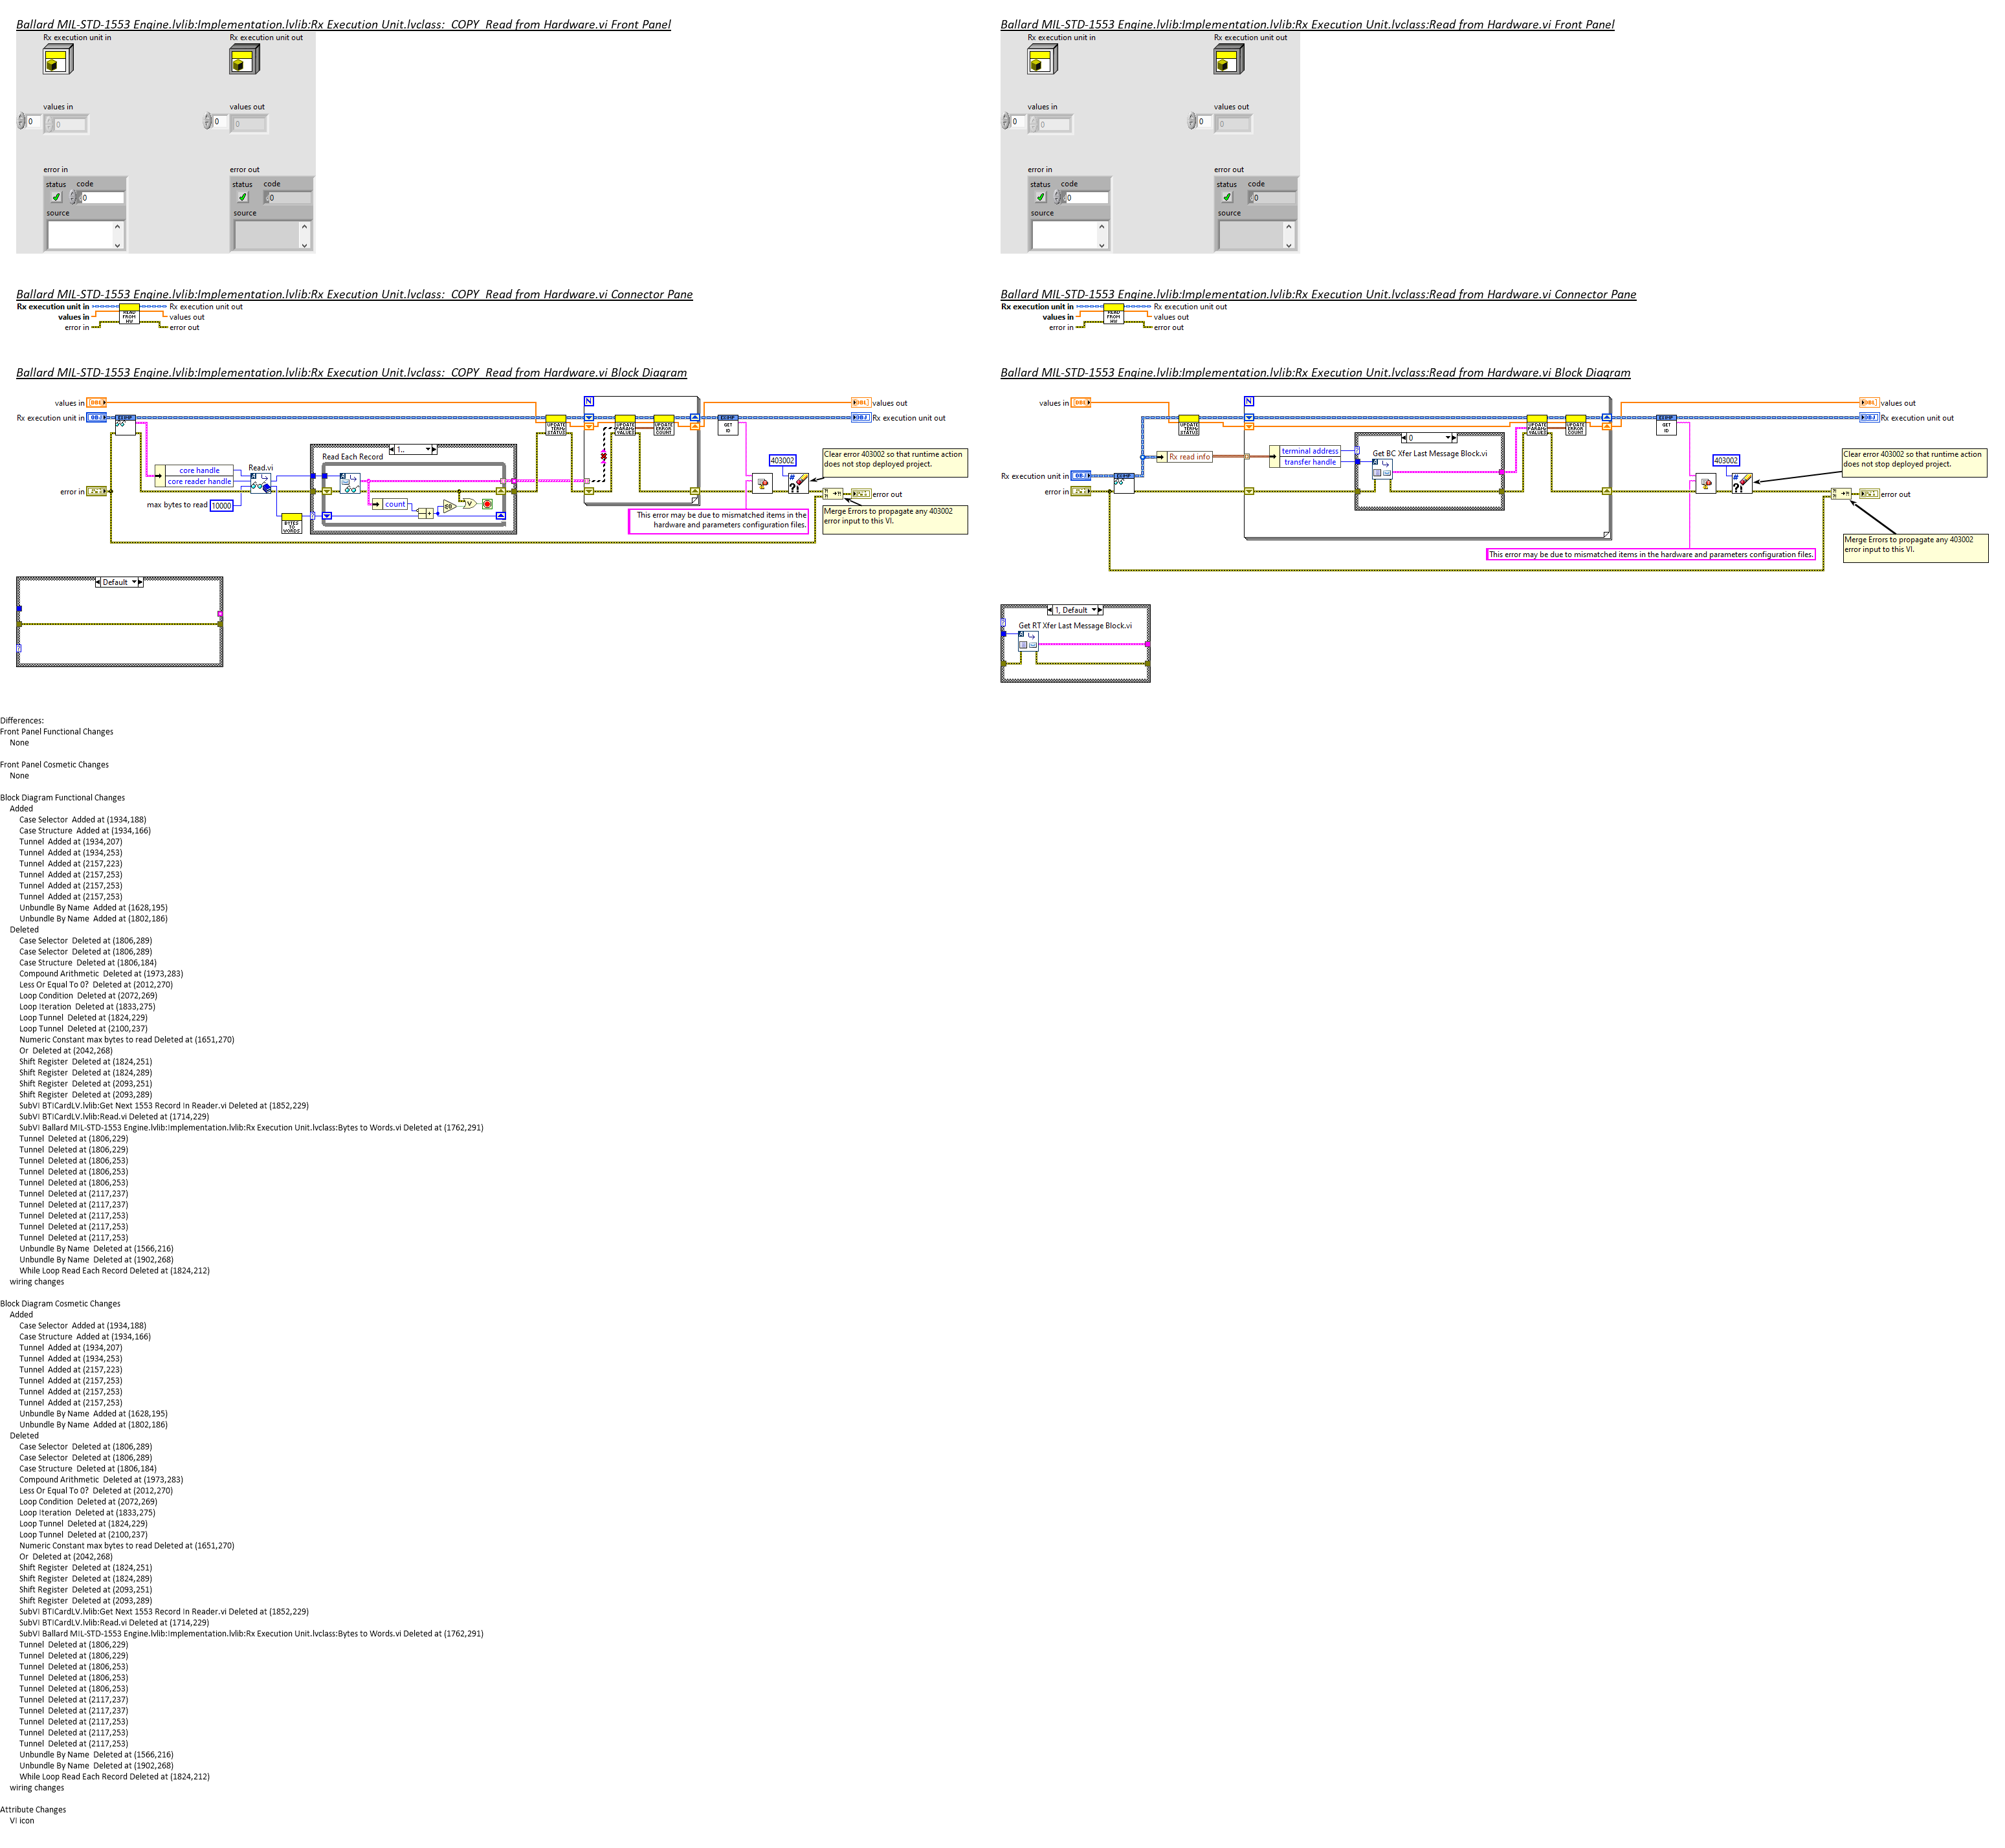 Ballard MIL-STD-1553 Engine.lvlib:Implementation.lvlib:Rx Execution Unit.lvclass:  COPY  Read from Hardware.vi Front Panel
Rx execution unit in
Rx execution unit out
values in
values out
0
0
0
0
error in
error out
status
code
status
code
0
0
source
source
Ballard MIL-STD-1553 Engine.lvlib:Implementation.lvlib:Rx Execution Unit.lvclass:  COPY  Read from Hardware.vi Connector Pane
Rx execution unit in
Rx execution unit out
values in
values out
error in
error out
READ
FROM
HW
Ballard MIL-STD-1553 Engine.lvlib:Implementation.lvlib:Rx Execution Unit.lvclass:  COPY  Read from Hardware.vi Block Diagram
values in
values out
Rx execution unit in
Rx execution unit out
N
UPDATE
TERM
STATUS
UPDATE
PARAM
VALUES
UPDATE
ERROR
COUNT
GET
ID
1..
Read Each Record
core handle
core reader handle
Read.vi
403002
Clear error 403002 so that runtime action
does not stop deployed project.
error in
error out
max bytes to read
10000
count
BYTES
TO
WORDS
This error may be due to mismatched items in the
hardware and parameters configuration files.
Merge Errors to propagate any 403002
error input to this VI.
Default
Ballard MIL-STD-1553 Engine.lvlib:Implementation.lvlib:Rx Execution Unit.lvclass:Read from Hardware.vi Front Panel
Rx execution unit in
Rx execution unit out
values in
values out
0
0
0
0
error in
error out
status
code
status
code
0
0
source
source
Ballard MIL-STD-1553 Engine.lvlib:Implementation.lvlib:Rx Execution Unit.lvclass:Read from Hardware.vi Connector Pane
Rx execution unit in
Rx execution unit out
values in
values out
error in
error out
READ
FROM
HW
Ballard MIL-STD-1553 Engine.lvlib:Implementation.lvlib:Rx Execution Unit.lvclass:Read from Hardware.vi Block Diagram
values in
values out
Rx execution unit out
N
UPDATE
TERM
STATUS
UPDATE
PARAM
VALUES
UPDATE
ERROR
COUNT
GET
ID
0
Rx read info
terminal address
transfer handle
Get BC Xfer Last Message Block.vi
403002
Clear error 403002 so that runtime action
does not stop deployed project.
Rx execution unit in
error in
error out
This error may be due to mismatched items in the hardware and parameters configuration files.
Merge Errors to propagate any 403002
error input to this VI.
1, Default
Get RT Xfer Last Message Block.vi
Differences:
Front Panel Functional Changes
None
Front Panel Cosmetic Changes
None
Block Diagram Functional Changes
Added
Case Selector  Added at (1934,188)
Case Structure  Added at (1934,166)
Tunnel  Added at (1934,207)
Tunnel  Added at (1934,253)
Tunnel  Added at (2157,223)
Tunnel  Added at (2157,253)
Tunnel  Added at (2157,253)
Tunnel  Added at (2157,253)
Unbundle By Name  Added at (1628,195)
Unbundle By Name  Added at (1802,186)
Deleted
Case Selector  Deleted at (1806,289)
Case Selector  Deleted at (1806,289)
Case Structure  Deleted at (1806,184)
Compound Arithmetic  Deleted at (1973,283)
Less Or Equal To 0?  Deleted at (2012,270)
Loop Condition  Deleted at (2072,269)
Loop Iteration  Deleted at (1833,275)
Loop Tunnel  Deleted at (1824,229)
Loop Tunnel  Deleted at (2100,237)
Numeric Constant max bytes to read Deleted at (1651,270)
Or  Deleted at (2042,268)
Shift Register  Deleted at (1824,251)
Shift Register  Deleted at (1824,289)
Shift Register  Deleted at (2093,251)
Shift Register  Deleted at (2093,289)
SubVI BTICardLV.lvlib:Get Next 1553 Record In Reader.vi Deleted at (1852,229)
SubVI BTICardLV.lvlib:Read.vi Deleted at (1714,229)
SubVI Ballard MIL-STD-1553 Engine.lvlib:Implementation.lvlib:Rx Execution Unit.lvclass:Bytes to Words.vi Deleted at (1762,291)
Tunnel  Deleted at (1806,229)
Tunnel  Deleted at (1806,229)
Tunnel  Deleted at (1806,253)
Tunnel  Deleted at (1806,253)
Tunnel  Deleted at (1806,253)
Tunnel  Deleted at (2117,237)
Tunnel  Deleted at (2117,237)
Tunnel  Deleted at (2117,253)
Tunnel  Deleted at (2117,253)
Tunnel  Deleted at (2117,253)
Unbundle By Name  Deleted at (1566,216)
Unbundle By Name  Deleted at (1902,268)
While Loop Read Each Record Deleted at (1824,212)
wiring changes
Block Diagram Cosmetic Changes
Added
Case Selector  Added at (1934,188)
Case Structure  Added at (1934,166)
Tunnel  Added at (1934,207)
Tunnel  Added at (1934,253)
Tunnel  Added at (2157,223)
Tunnel  Added at (2157,253)
Tunnel  Added at (2157,253)
Tunnel  Added at (2157,253)
Unbundle By Name  Added at (1628,195)
Unbundle By Name  Added at (1802,186)
Deleted
Case Selector  Deleted at (1806,289)
Case Selector  Deleted at (1806,289)
Case Structure  Deleted at (1806,184)
Compound Arithmetic  Deleted at (1973,283)
Less Or Equal To 0?  Deleted at (2012,270)
Loop Condition  Deleted at (2072,269)
Loop Iteration  Deleted at (1833,275)
Loop Tunnel  Deleted at (1824,229)
Loop Tunnel  Deleted at (2100,237)
Numeric Constant max bytes to read Deleted at (1651,270)
Or  Deleted at (2042,268)
Shift Register  Deleted at (1824,251)
Shift Register  Deleted at (1824,289)
Shift Register  Deleted at (2093,251)
Shift Register  Deleted at (2093,289)
SubVI BTICardLV.lvlib:Get Next 1553 Record In Reader.vi Deleted at (1852,229)
SubVI BTICardLV.lvlib:Read.vi Deleted at (1714,229)
SubVI Ballard MIL-STD-1553 Engine.lvlib:Implementation.lvlib:Rx Execution Unit.lvclass:Bytes to Words.vi Deleted at (1762,291)
Tunnel  Deleted at (1806,229)
Tunnel  Deleted at (1806,229)
Tunnel  Deleted at (1806,253)
Tunnel  Deleted at (1806,253)
Tunnel  Deleted at (1806,253)
Tunnel  Deleted at (2117,237)
Tunnel  Deleted at (2117,237)
Tunnel  Deleted at (2117,253)
Tunnel  Deleted at (2117,253)
Tunnel  Deleted at (2117,253)
Unbundle By Name  Deleted at (1566,216)
Unbundle By Name  Deleted at (1902,268)
While Loop Read Each Record Deleted at (1824,212)
wiring changes
Attribute Changes
VI icon